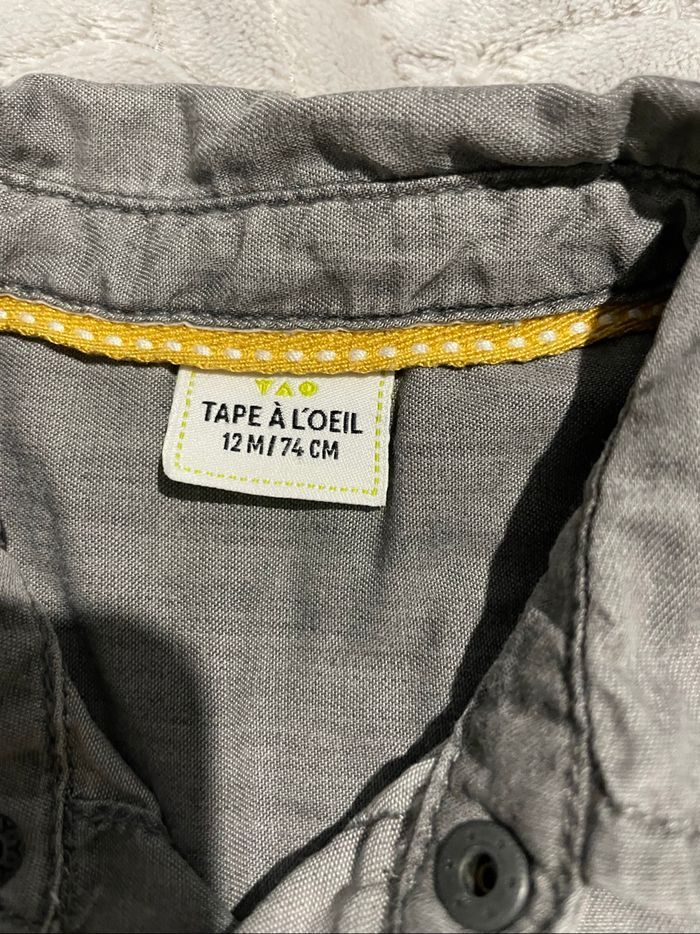 TAO
TAPE À L'OEIL
12 M/74 CM